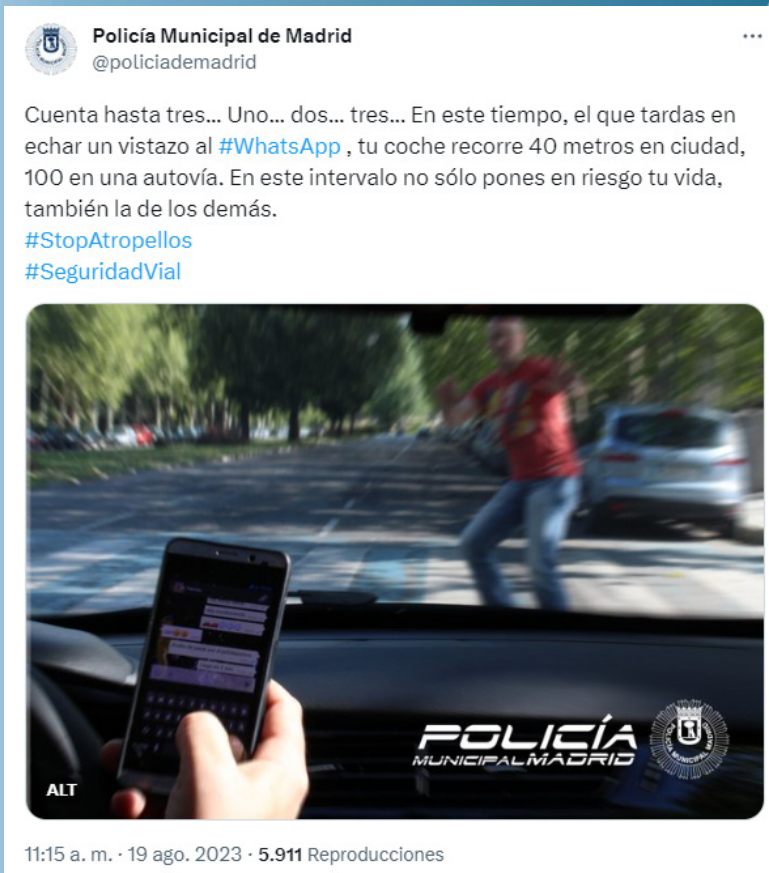 Policía Municipal de Madrid
@policiademadrid
Cuenta hasta tres... Uno... dos... tres... En este tiempo, el que tardas en
echar un vistazo al #WhatsApp , tu coche recorre 40 metros en ciudad,
100 en una autovía. En este intervalo no sólo pones en riesgo tu vida,
también la de los demás.
#StopAtropellos
#SeguridadVial
POLICÍA
MUNICIPAL MADRID
POLICÍA MUNICIPAL MADRID
ALT
11:15 a. m. · 19 ago. 2023 · 5.911 Reproducciones